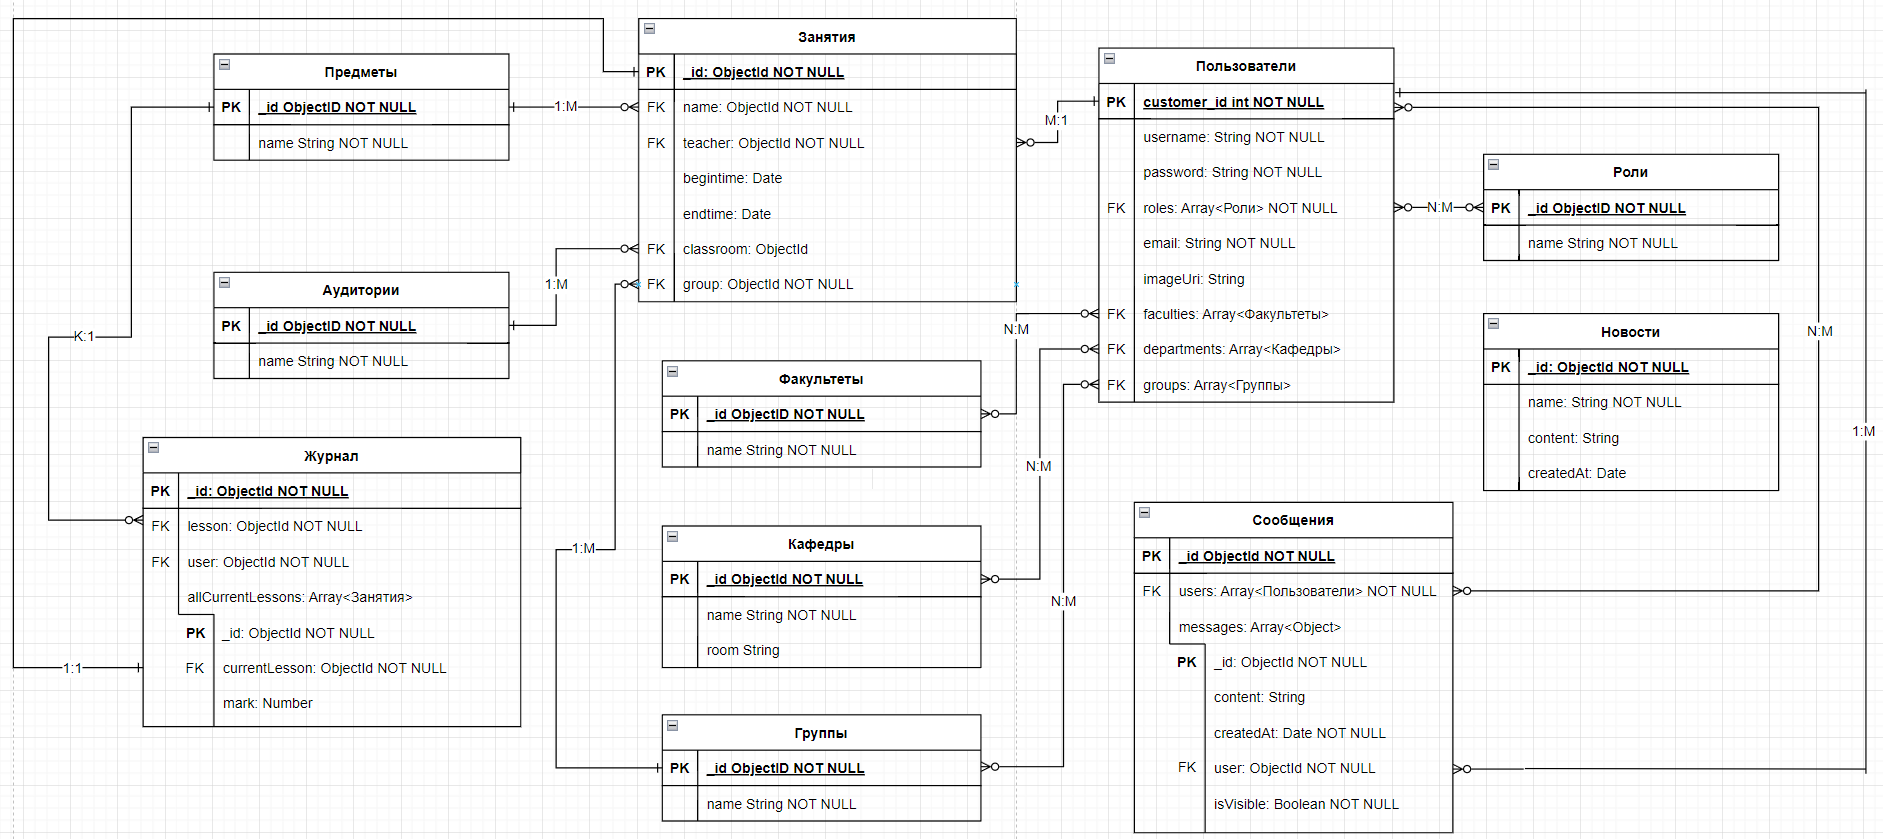 Предметы
PK _id ObjectID NOT NULL
name String NOT NULL
Аудитории
PK _id ObjectID NOT NULL
name String NOT NULL
Журнал
PK _id: ObjectId NOT NULL
FK lesson: ObjectId NOT NULL
FK user: ObjectId NOT NULL
allCurrentLessons: Array<Занятия>
PK _id: ObjectId NOT NULL
FK currentLesson: ObjectId NOT NULL
mark: Number
Занятия
PK _id: ObjectId NOT NULL
FK name: ObjectId NOT NULL
FK teacher: ObjectId NOT NULL
begintime: Date
endtime: Date
FK classroom: ObjectId
FK group: ObjectId NOT NULL
Факультеты
PK _id ObjectID NOT NULL
name String NOT NULL
Кафедры
PK _id ObjectId NOT NULL
name String NOT NULL
room String
Группы
PK _id ObjectID NOT NULL
name String NOT NULL
Пользователи
PK customer_id int NOT NULL
username: String NOT NULL
password: String NOT NULL
FK roles: Array<Роли> NOT NULL
email: String NOT NULL
imageUri: String
FK faculties: Array<Факультеты>
FK departments: Array<Кафедры>
FK groups: Array<Группы>
Роли
PK _id ObjectID NOT NULL
name String NOT NULL
Новости
PK _id: ObjectId NOT NULL
name: String NOT NULL
content: String
createdAt: Date
Сообщения
PK _id ObjectId NOT NULL
FK users: Array<Пользователи> NOT NULL
messages: Array<Object>
PK _id: ObjectId NOT NULL
content: String
createdAt: Date NOT NULL
FK user: ObjectId NOT NULL
isVisible: Boolean NOT NULL
1:M
M:1
1:M
K:1
1:1
1:M
N:M
N:M
N:M
N:M
N:M
1:M